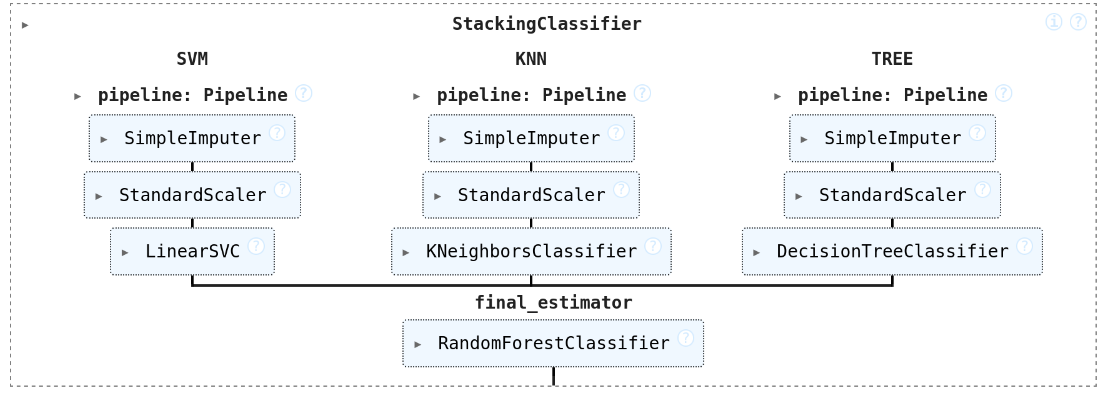 StackingClassifier i ?
SVM KNN TREE
pipeline: Pipeline ? pipeline: Pipeline ? pipeline: Pipeline ?
SimpleImputer ? SimpleImputer ? SimpleImputer ?
StandardScaler ? StandardScaler ? StandardScaler ?
LinearSVC ? KNeighborsClassifier ? DecisionTreeClassifier ?
final_estimator
RandomForestClassifier ?